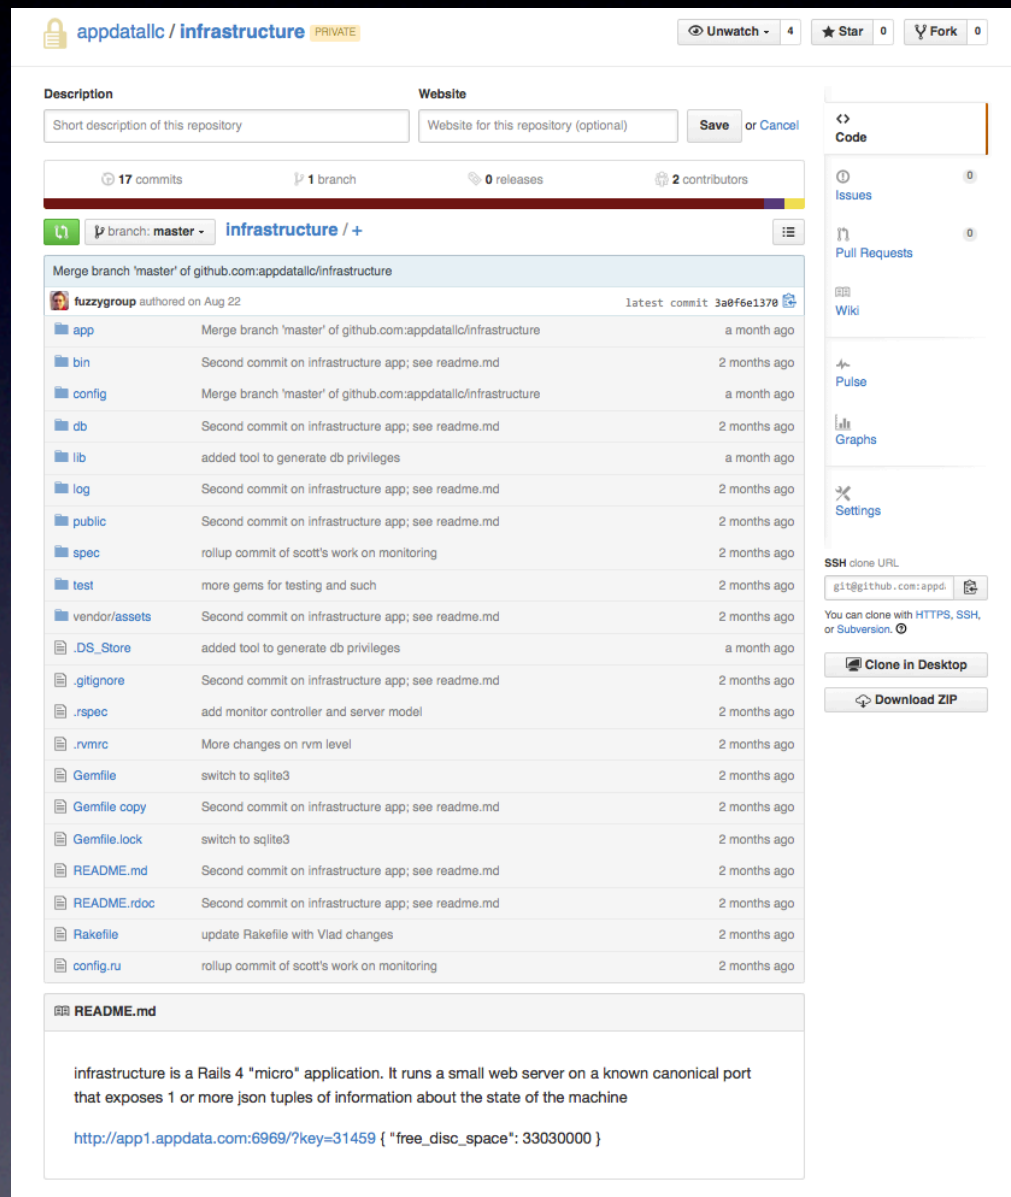 appdatallc / infrastructure PRIVATE
Unwatch 4
Star 0
Fork 0
Description
Website
Short description of this repository
Website for this repository (optional)
Save or Cancel
17 commits
1 branch
0 releases
2 contributors
branch: master
infrastructure / +
Merge branch 'master' of github.com:appdatallc/infrastructure
fuzzygroup authored on Aug 22
latest commit 3a0f6e1370
app Merge branch 'master' of github.com:appdatallc/infrastructure a month ago
bin Second commit on infrastructure app; see readme.md 2 months ago
config Merge branch 'master' of github.com:appdatallc/infrastructure a month ago
db Second commit on infrastructure app; see readme.md 2 months ago
lib added tool to generate db privileges a month ago
log Second commit on infrastructure app; see readme.md 2 months ago
public Second commit on infrastructure app; see readme.md 2 months ago
spec rollup commit of scott's work on monitoring 2 months ago
test more gems for testing and such 2 months ago
vendor/assets Second commit on infrastructure app; see readme.md 2 months ago
.DS_Store added tool to generate db privileges a month ago
.gitignore Second commit on infrastructure app; see readme.md 2 months ago
.rspec add monitor controller and server model 2 months ago
.rvmrc More changes on rvm level 2 months ago
Gemfile switch to sqlite3 2 months ago
Gemfile copy Second commit on infrastructure app; see readme.md 2 months ago
Gemfile.lock switch to sqlite3 2 months ago
README.md Second commit on infrastructure app; see readme.md 2 months ago
README.rdoc Second commit on infrastructure app; see readme.md 2 months ago
Rakefile update Rakefile with Vlad changes 2 months ago
config.ru rollup commit of scott's work on monitoring 2 months ago
README.md
infrastructure is a Rails 4 "micro" application. It runs a small web server on a known canonical port
that exposes 1 or more json tuples of information about the state of the machine
http://app1.appdata.com:6969/?key=31459 { "free_disc_space": 33030000 }
Code
0
Issues
0
Pull Requests
Wiki
Pulse
Graphs
Settings
SSH clone URL
git@github.com:appd
You can clone with HTTPS, SSH,
or Subversion.
Clone in Desktop
Download ZIP